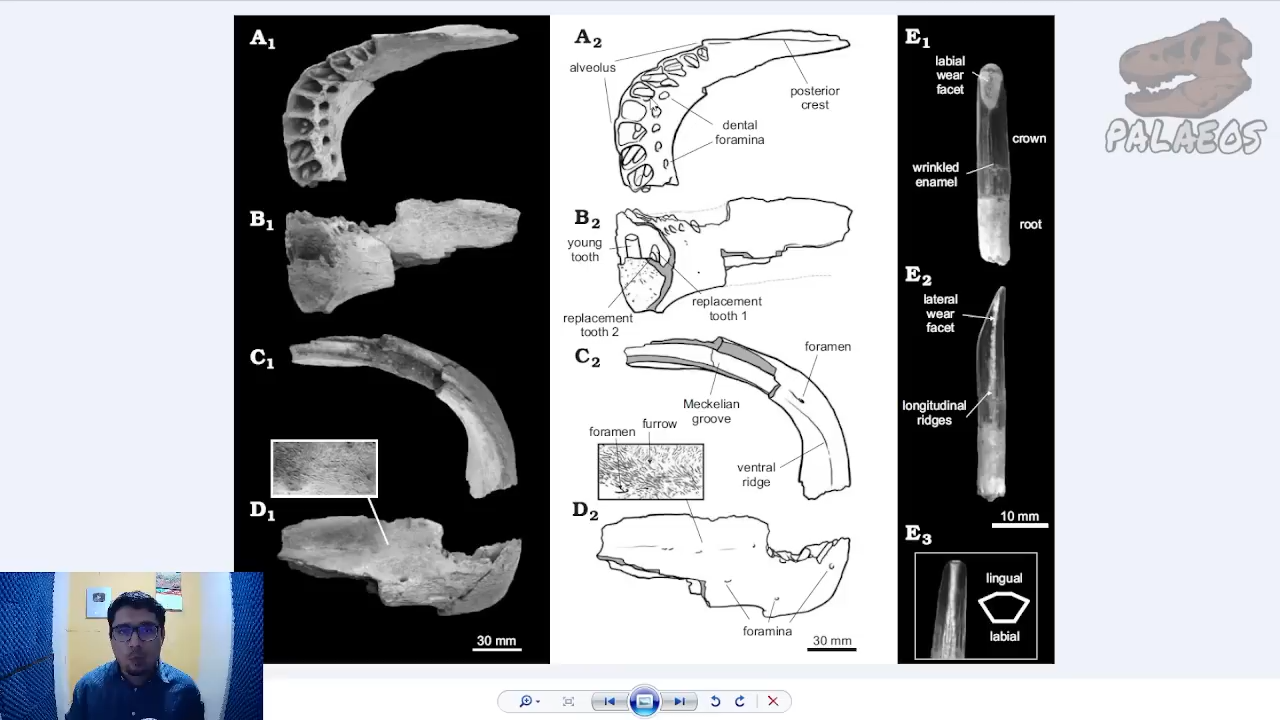 A1
A2
alveolus
posterior
crest
dental
foramina
B1
B2
young
tooth
replacement
tooth 1
replacement
tooth 2
C1
C2
foramen
Meckelian
groove
foramen
furrow
ventral
ridge
D1
D2
foramina
30 mm
30 mm
E1
labial
wear
facet
crown
wrinkled
enamel
root
E2
lateral
wear
facet
longitudinal
ridges
10 mm
E3
lingual
labial
PALAEOS